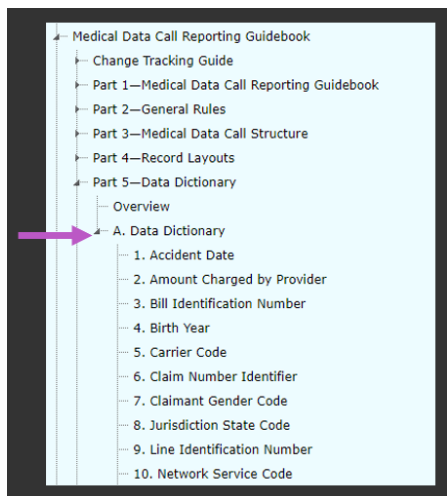 Medical Data Call Reporting Guidebook
Change Tracking Guide
Part 1—Medical Data Call Reporting Guidebook
Part 2—General Rules
Part 3—Medical Data Call Structure
Part 4—Record Layouts
Part 5—Data Dictionary
Overview
A. Data Dictionary
1. Accident Date
2. Amount Charged by Provider
3. Bill Identification Number
4. Birth Year
5. Carrier Code
6. Claim Number Identifier
7. Claimant Gender Code
8. Jurisdiction State Code
9. Line Identification Number
10. Network Service Code